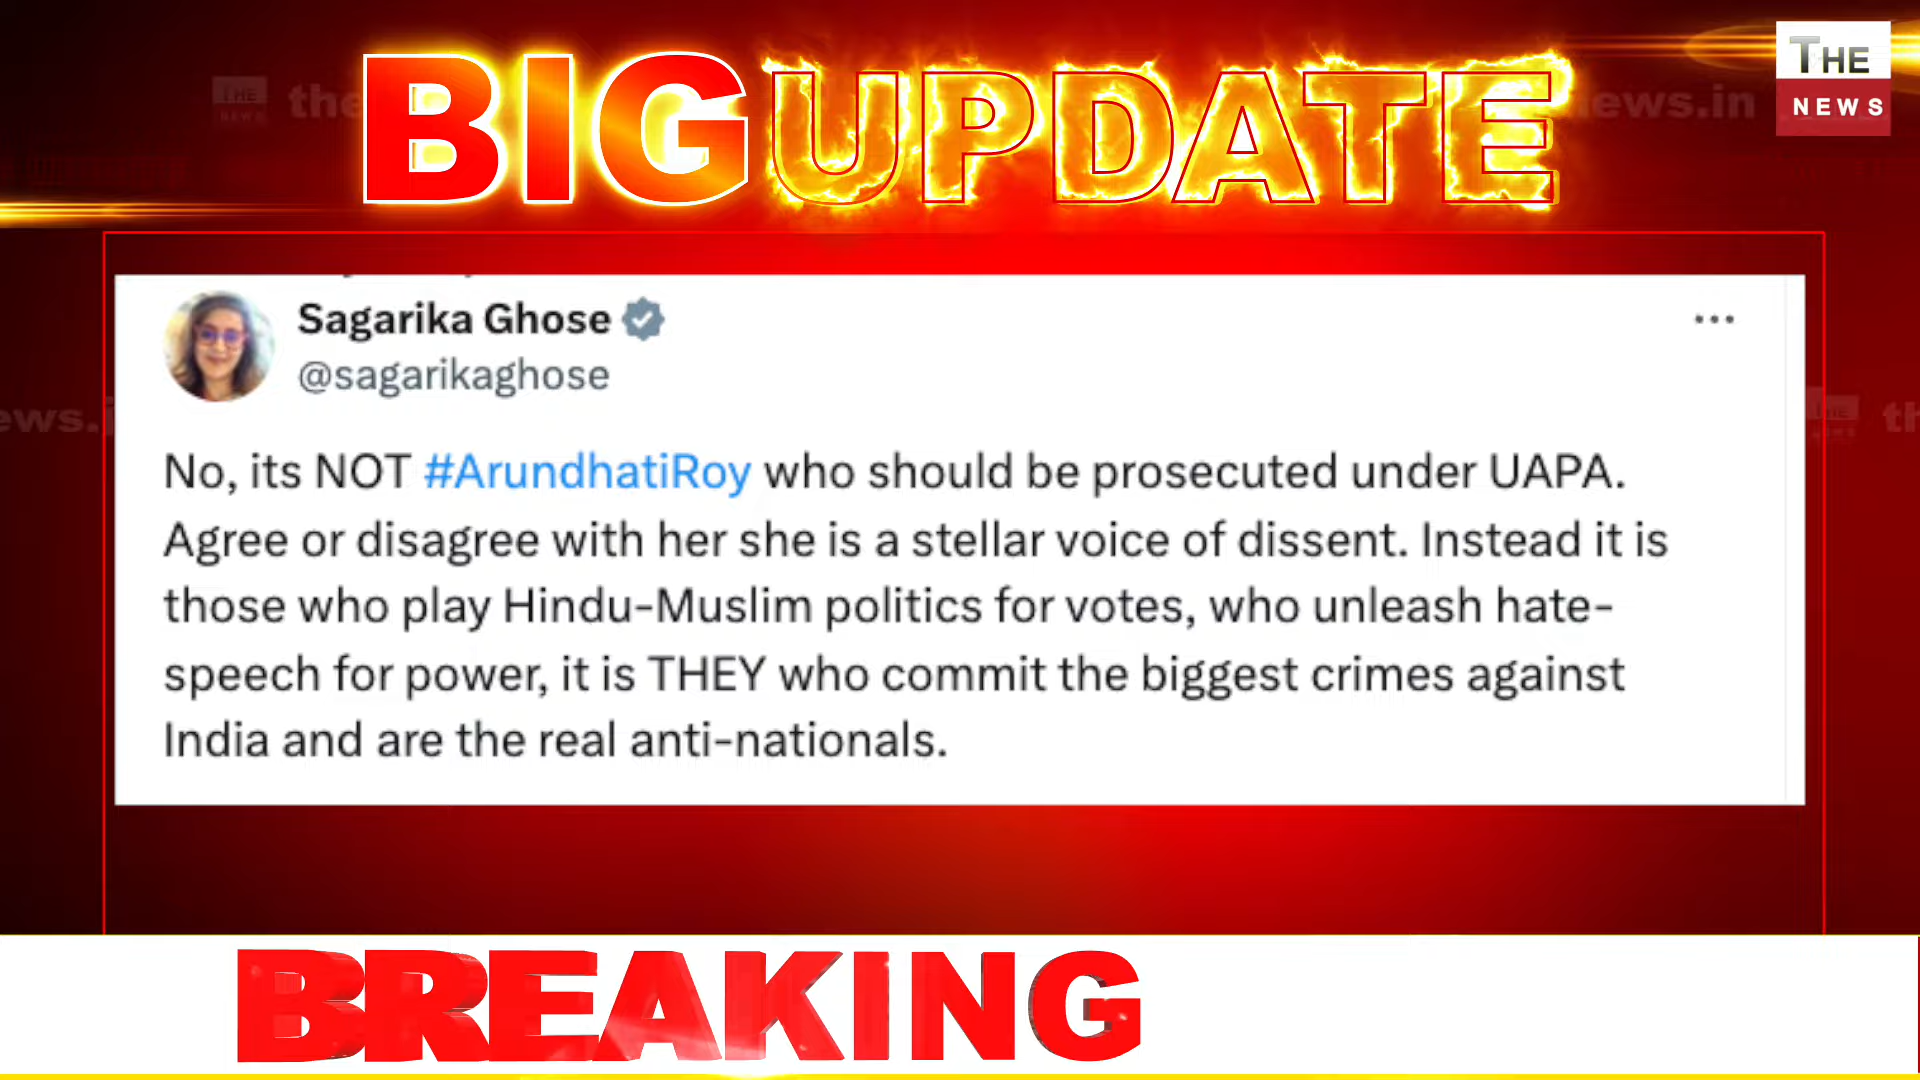 BIG UPDATE
THE
NEWS
Sagarika Ghose
@sagarikaghose
No, its NOT #ArundhatiRoy who should be prosecuted under UAPA.
Agree or disagree with her she is a stellar voice of dissent. Instead it is
those who play Hindu-Muslim politics for votes, who unleash hate-
speech for power, it is THEY who commit the biggest crimes against
India and are the real anti-nationals.
BREAKING